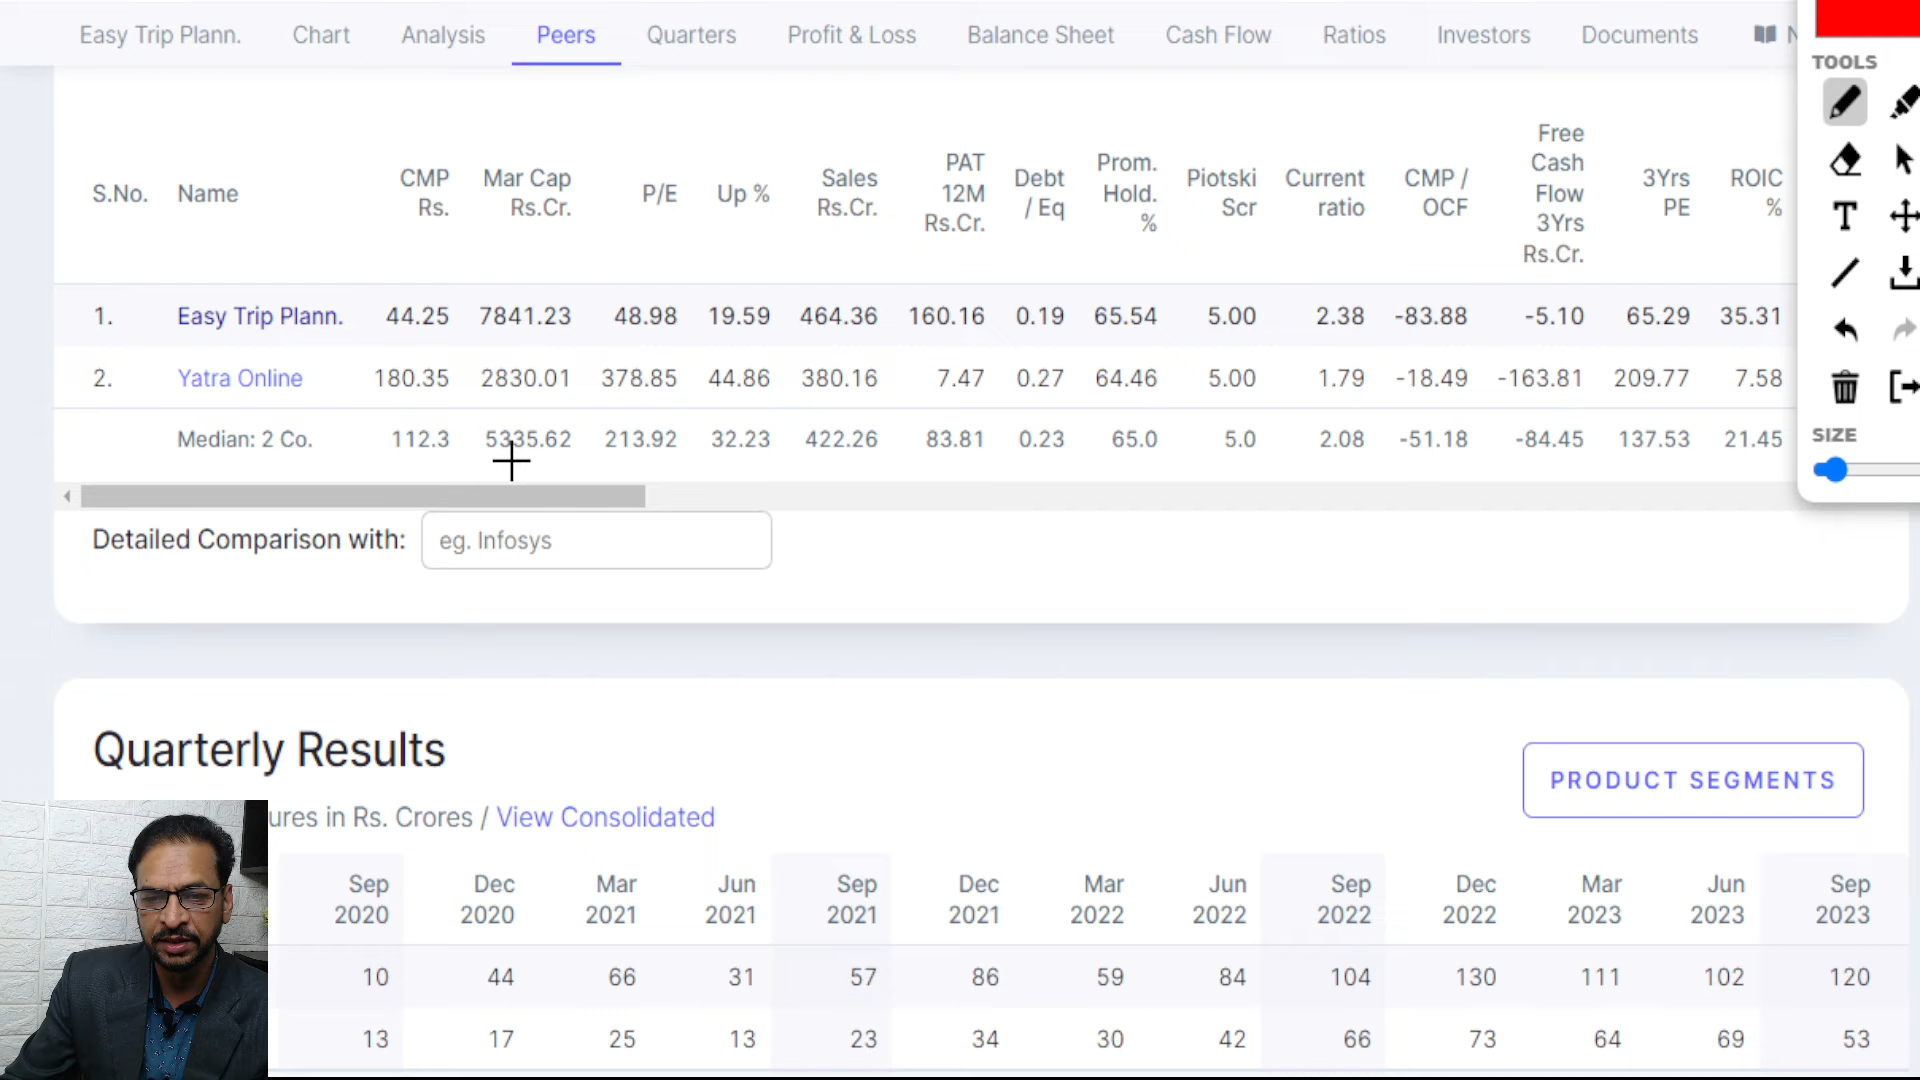 Easy Trip Plann. Chart Analysis Peers Quarters Profit & Loss Balance Sheet Cash Flow Ratios Investors Documents N
TOOLS
S.No. Name CMP Rs. Mar Cap Rs.Cr. P/E Up % Sales Rs.Cr. PAT 12M Rs.Cr. Debt / Eq Prom. Hold. % Piotski Scr Current ratio CMP / OCF Free Cash Flow 3Yrs Rs.Cr. 3Yrs PE ROIC %
1. Easy Trip Plann. 44.25 7841.23 48.98 19.59 464.36 160.16 0.19 65.54 5.00 2.38 -83.88 -5.10 65.29 35.31
2. Yatra Online 180.35 2830.01 378.85 44.86 380.16 7.47 0.27 64.46 5.00 1.79 -18.49 -163.81 209.77 7.58
Median: 2 Co. 112.3 5335.62 213.92 32.23 422.26 83.81 0.23 65.0 5.0 2.08 -51.18 -84.45 137.53 21.45
SIZE
Detailed Comparison with: eg. Infosys
Quarterly Results
PRODUCT SEGMENTS
ures in Rs. Crores / View Consolidated
Sep 2020 Dec 2020 Mar 2021 Jun 2021 Sep 2021 Dec 2021 Mar 2022 Jun 2022 Sep 2022 Dec 2022 Mar 2023 Jun 2023 Sep 2023
10 44 66 31 57 86 59 84 104 130 111 102 120
13 17 25 13 23 34 30 42 66 73 64 69 53